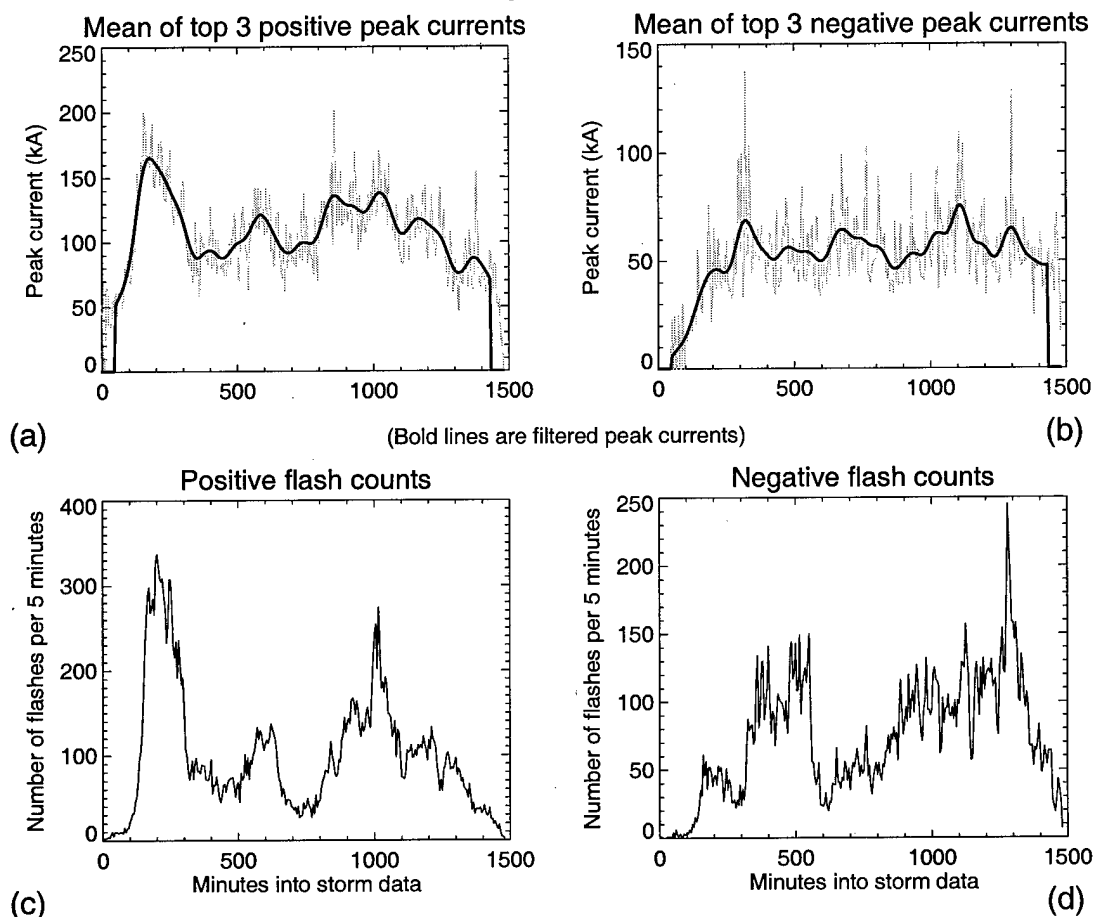 Mean of top 3 positive peak currents
Peak current (kA)
250
200
150
100
50
0
0 500 1000 1500
(a)
Mean of top 3 negative peak currents
Peak current (kA)
150
100
50
0
0 500 1000 1500
(b)
(Bold lines are filtered peak currents)
Positive flash counts
Number of flashes per 5 minutes
400
300
200
100
0
0 500 1000 1500
Minutes into storm data
(c)
Negative flash counts
Number of flashes per 5 minutes
250
200
150
100
50
0
0 500 1000 1500
Minutes into storm data
(d)